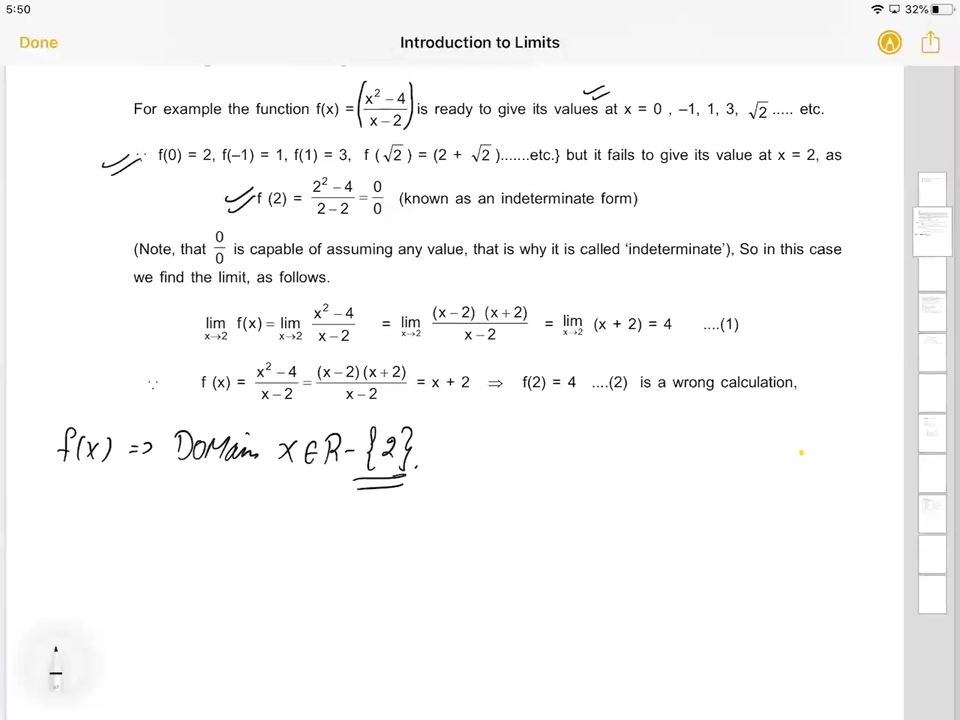 5:50
32%
Done
Introduction to Limits
For example the function f(x) = (x² – 4 / x – 2) is ready to give its values at x = 0 , –1, 1, 3, √2 ..... etc.
∵ f(0) = 2, f(–1) = 1, f(1) = 3, f (√2 ) = (2 + √2 ).......etc.} but it fails to give its value at x = 2, as
f (2) = 2² – 4 / 2 – 2 = 0 / 0 (known as an indeterminate form)
(Note, that 0 / 0 is capable of assuming any value, that is why it is called ‘indeterminate’), So in this case
we find the limit, as follows.
lim x→2 f(x) = lim x→2 x² – 4 / x – 2 = lim x→2 (x – 2) (x + 2) / x – 2 = lim x→2 (x + 2) = 4 ....(1)
∵ f (x) = x² – 4 / x – 2 = (x – 2) (x + 2) / x – 2 = x + 2 ⇒ f(2) = 4 ....(2) is a wrong calculation,
f(x) => DoMain x ∈ R – {2}.